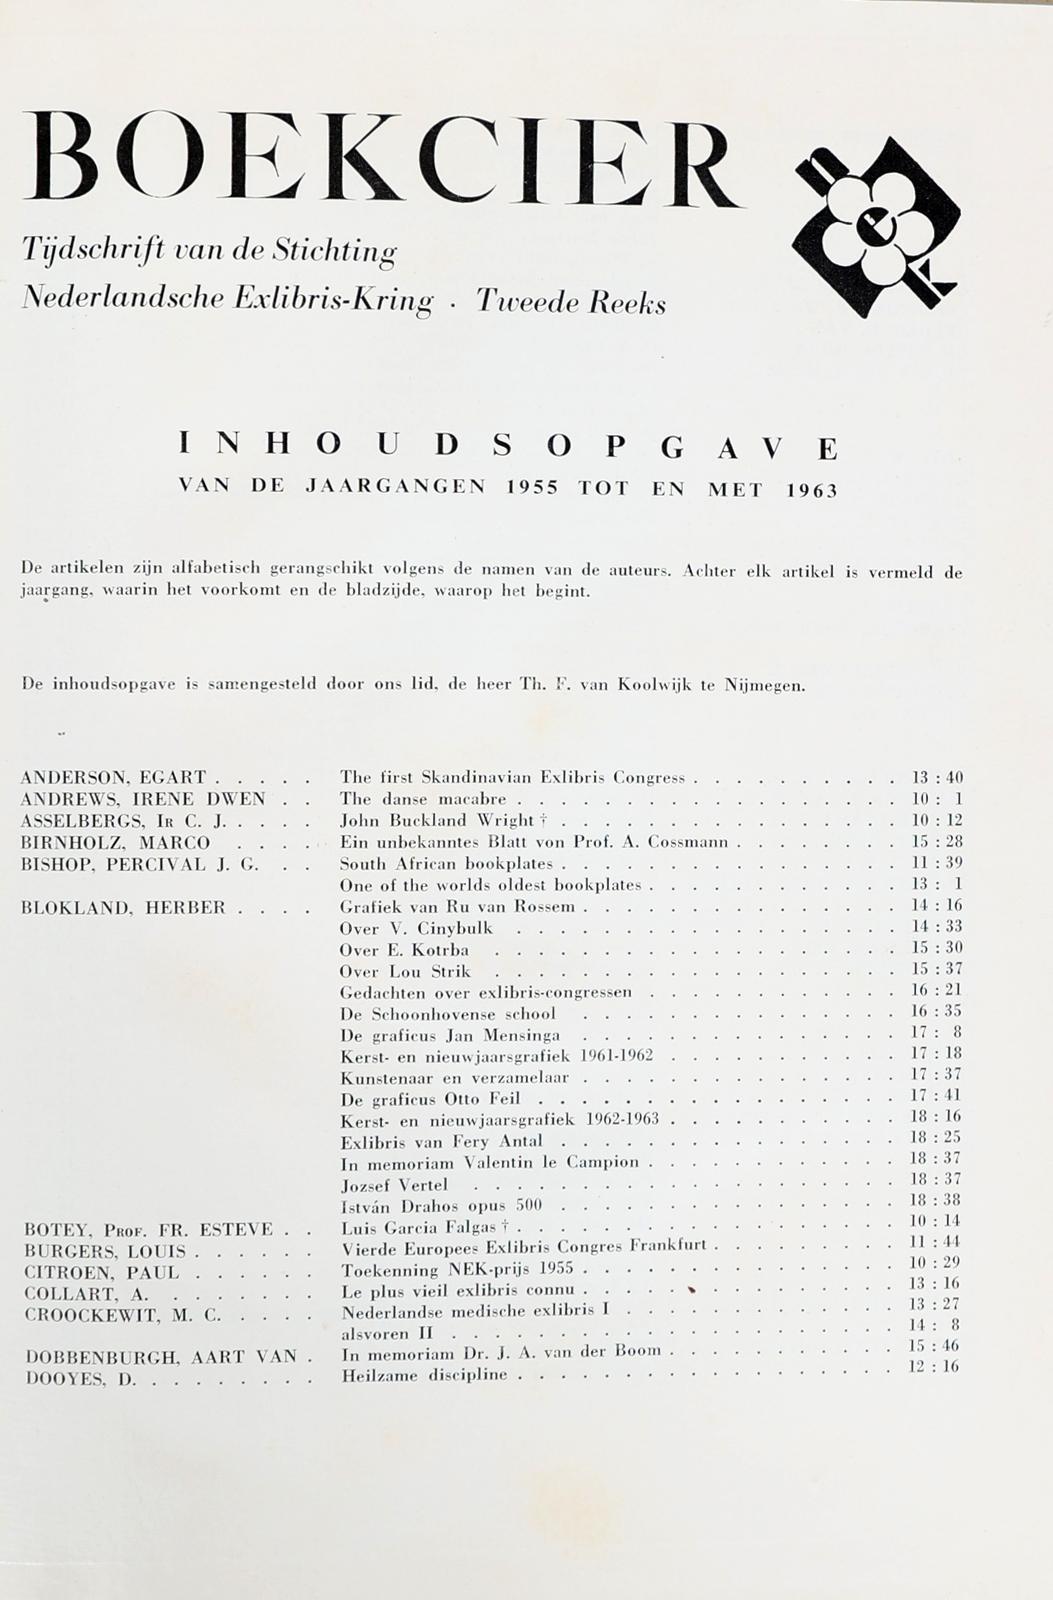 BOEKCIER
n e k
Tijdschrift van de Stichting
Nederlandsche Exlibris-Kring · Tweede Reeks
INHOUDSOPGAVE
VAN DE JAARGANGEN 1955 TOT EN MET 1963
De artikelen zijn alfabetisch gerangschikt volgens de namen van de auteurs. Achter elk artikel is vermeld de
jaargang, waarin het voorkomt en de bladzijde, waarop het begint.
De inhoudsopgave is samengesteld door ons lid, de heer Th. F. van Koolwijk te Nijmegen.
ANDERSON, EGART . . . . . The first Skandinavian Exlibris Congress . . . . . . . . . . 13 : 40
ANDREWS, IRENE DWEN . . The danse macabre . . . . . . . . . . . . . . . . . . 10 : 1
ASSELBERGS, Ir C. J. . . . . John Buckland Wright † . . . . . . . . . . . . . . . . 10 : 12
BIRNHOLZ, MARCO . . . . Ein unbekanntes Blatt von Prof. A. Cossmann . . . . . . . . 15 : 28
BISHOP, PERCIVAL J. G. . . South African bookplates . . . . . . . . . . . . . . . . 11 : 39
One of the worlds oldest bookplates . . . . . . . . . . . . 13 : 1
BLOKLAND, HERBER . . . . Grafiek van Ru van Rossem . . . . . . . . . . . . . . . 14 : 16
Over V. Cinybulk . . . . . . . . . . . . . . . . . . 14 : 33
Over E. Kotrba . . . . . . . . . . . . . . . . . . . 15 : 30
Over Lou Strik . . . . . . . . . . . . . . . . . . . 15 : 37
Gedachten over exlibris-congressen . . . . . . . . . . . . 16 : 21
De Schoonhovense school . . . . . . . . . . . . . . . 16 : 35
De graficus Jan Mensinga . . . . . . . . . . . . . . . 17 : 8
Kerst- en nieuwjaarsgrafiek 1961-1962 . . . . . . . . . . . 17 : 18
Kunstenaar en verzamelaar . . . . . . . . . . . . . . . 17 : 37
De graficus Otto Feil . . . . . . . . . . . . . . . . . 17 : 41
Kerst- en nieuwjaarsgrafiek 1962-1963 . . . . . . . . . . . 18 : 16
Exlibris van Fery Antal . . . . . . . . . . . . . . . . 18 : 25
In memoriam Valentin le Campion . . . . . . . . . . . . 18 : 37
Jozsef Vertel . . . . . . . . . . . . . . . . . . . . 18 : 37
István Drahos opus 500 . . . . . . . . . . . . . . . . 18 : 38
BOTEY, Prof. FR. ESTEVE . . Luis Garcia Falgas † . . . . . . . . . . . . . . . . . . 10 : 14
BURGERS, LOUIS . . . . . . Vierde Europees Exlibris Congres Frankfurt . . . . . . . . . 11 : 44
CITROEN, PAUL . . . . . . Toekenning NEK-prijs 1955 . . . . . . . . . . . . . . . 10 : 29
COLLART, A. . . . . . . . Le plus vieil exlibris connu . . . . . . . . . . . . . . . 13 : 16
CROOCKEWIT, M. C. . . . . Nederlandse medische exlibris I . . . . . . . . . . . . . 13 : 27
alsvoren II . . . . . . . . . . . . . . . . . . . . . 14 : 8
DOBBENBURGH, AART VAN . In memoriam Dr. J. A. van der Boom . . . . . . . . . . . 15 : 46
DOOYES, D. . . . . . . . . Heilzame discipline . . . . . . . . . . . . . . . . . . 12 : 16